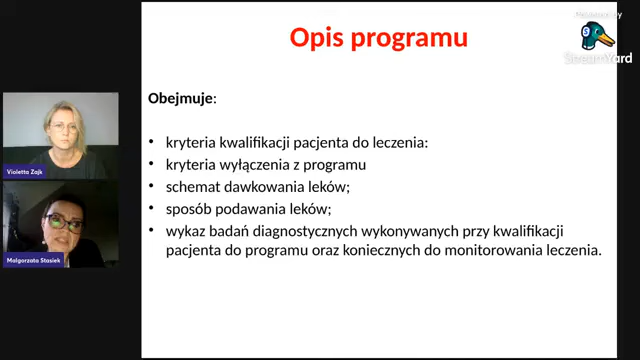 Opis programu
StreamYard
Obejmuje:
• kryteria kwalifikacji pacjenta do leczenia:
• kryteria wyłączenia z programu
• schemat dawkowania leków;
• sposób podawania leków;
• wykaz badań diagnostycznych wykonywanych przy kwalifikacji
pacjenta do programu oraz koniecznych do monitorowania leczenia.
Violetta Zajk
Małgorzata Stasiek